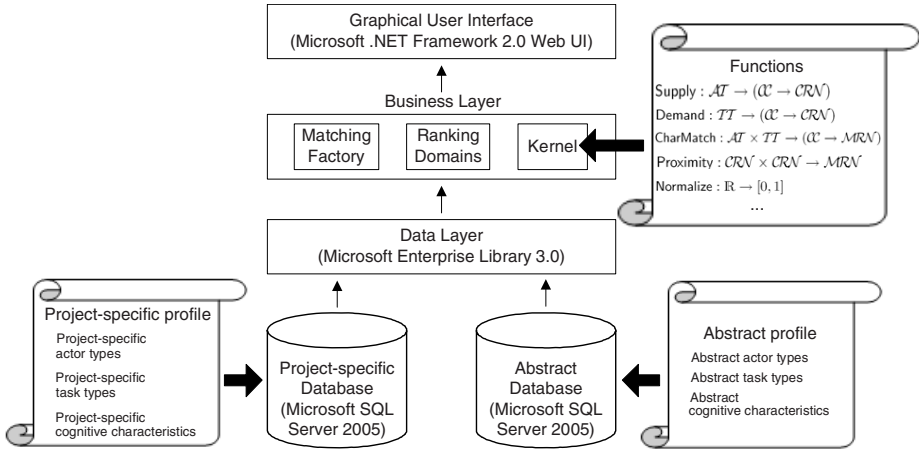 Graphical User Interface
(Microsoft .NET Framework 2.0 Web UI)
Business Layer
Matching
Factory
Ranking
Domains
Kernel
Functions
Supply : 𝒜𝒯 → (𝒞𝒞 → 𝒞ℛ𝒩)
Demand : 𝒯𝒯 → (𝒞𝒞 → 𝒞ℛ𝒩)
CharMatch : 𝒜𝒯 × 𝒯𝒯 → (𝒞𝒞 → ℳℛ𝒩)
Proximity : 𝒞ℛ𝒩 × 𝒞ℛ𝒩 → ℳℛ𝒩
Normalize : ℝ → [0, 1]
...
Data Layer
(Microsoft Enterprise Library 3.0)
Project-specific profile
Project-specific
actor types
Project-specific
task types
Project-specific
cognitive characteristics
Project-specific
Database
(Microsoft SQL
Server 2005)
Abstract
Database
(Microsoft SQL
Server 2005)
Abstract profile
Abstract actor types
Abstract task types
Abstract
cognitive characteristics